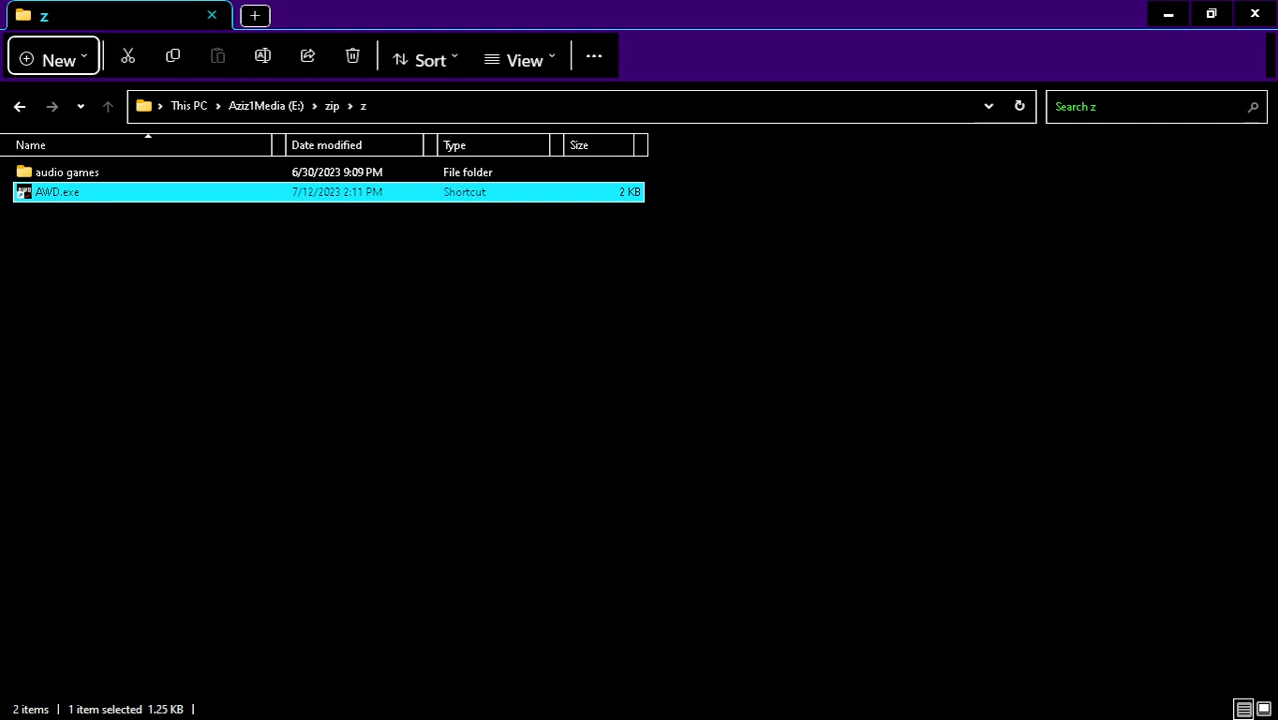 z
New
Sort
View
This PC > Aziz1Media (E:) > zip > z
Search z
Name Date modified Type Size
audio games 6/30/2023 9:09 PM File folder
AWD.exe 7/12/2023 2:11 PM Shortcut 2 KB
2 items | 1 item selected 1.25 KB |